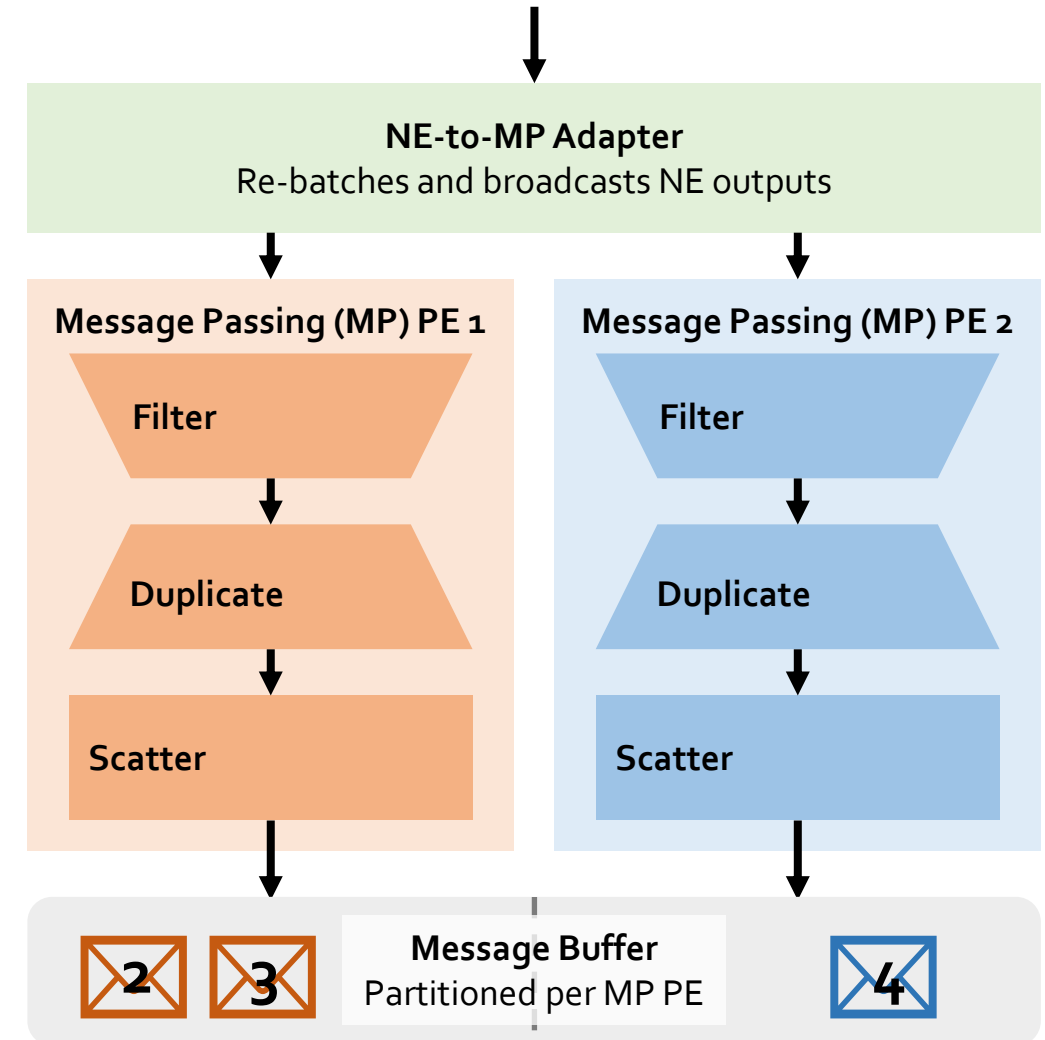 NE-to-MP Adapter
Re-batches and broadcasts NE outputs
Message Passing (MP) PE 1
Filter
Duplicate
Scatter
Message Passing (MP) PE 2
Filter
Duplicate
Scatter
2
3
Message Buffer
Partitioned per MP PE
4